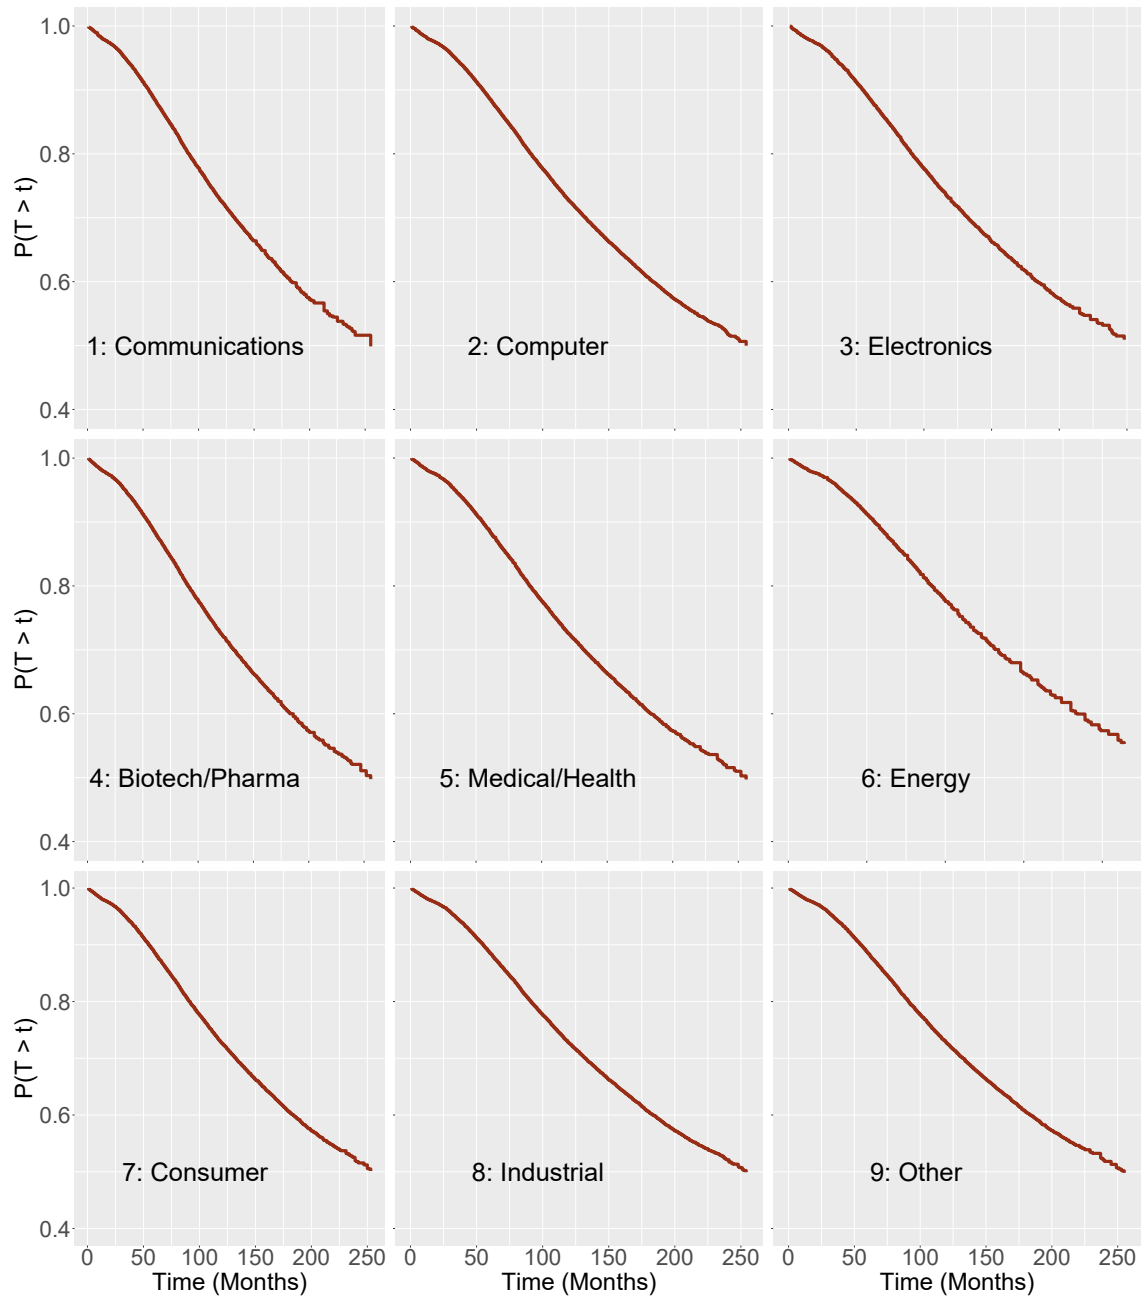 1.0
0.8
0.6
0.4
P(T > t)
1: Communications
2: Computer
3: Electronics
1.0
0.8
0.6
0.4
P(T > t)
4: Biotech/Pharma
5: Medical/Health
6: Energy
1.0
0.8
0.6
0.4
P(T > t)
7: Consumer
8: Industrial
9: Other
0 50 100 150 200 250
0 50 100 150 200 250
0 50 100 150 200 250
Time (Months)
Time (Months)
Time (Months)